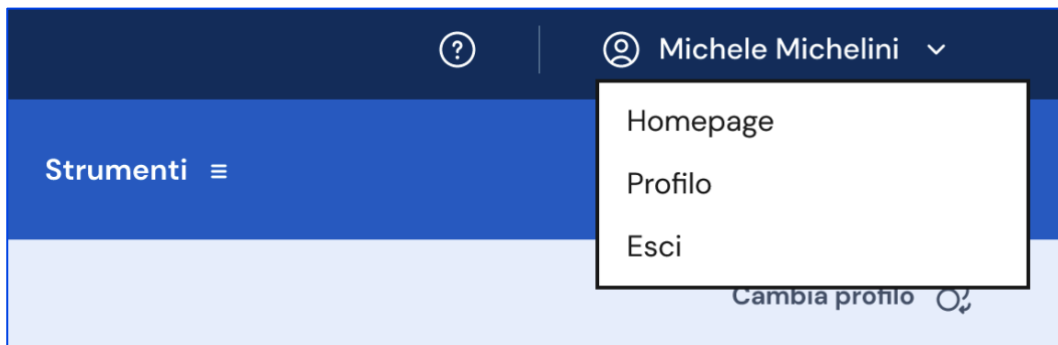 Michele Michelini
Homepage
Strumenti
Profilo
Esci
Cambia profilo